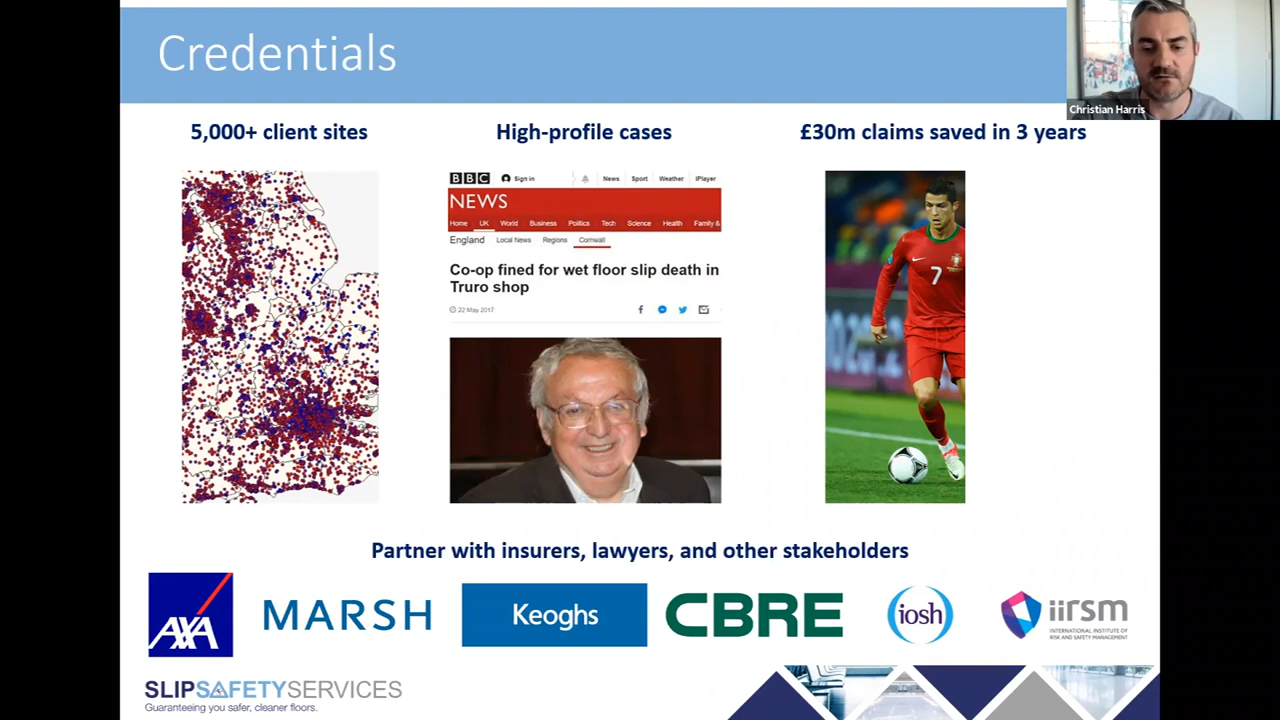 Credentials
Christian Harris
5,000+ client sites
High-profile cases
£30m claims saved in 3 years
BBC Sign in News Sport Weather iPlayer
NEWS
Home UK World Business Politics Tech Science Health Family &
England Local News Regions Cornwall
Co-op fined for wet floor slip death in
Truro shop
22 May 2017
7
Partner with insurers, lawyers, and other stakeholders
AXA
MARSH
Keoghs
CBRE
iosh
iirsm
INTERNATIONAL INSTITUTE OF
RISK AND SAFETY MANAGEMENT
SLIPSAFETYSERVICES
Guaranteeing you safer, cleaner floors.